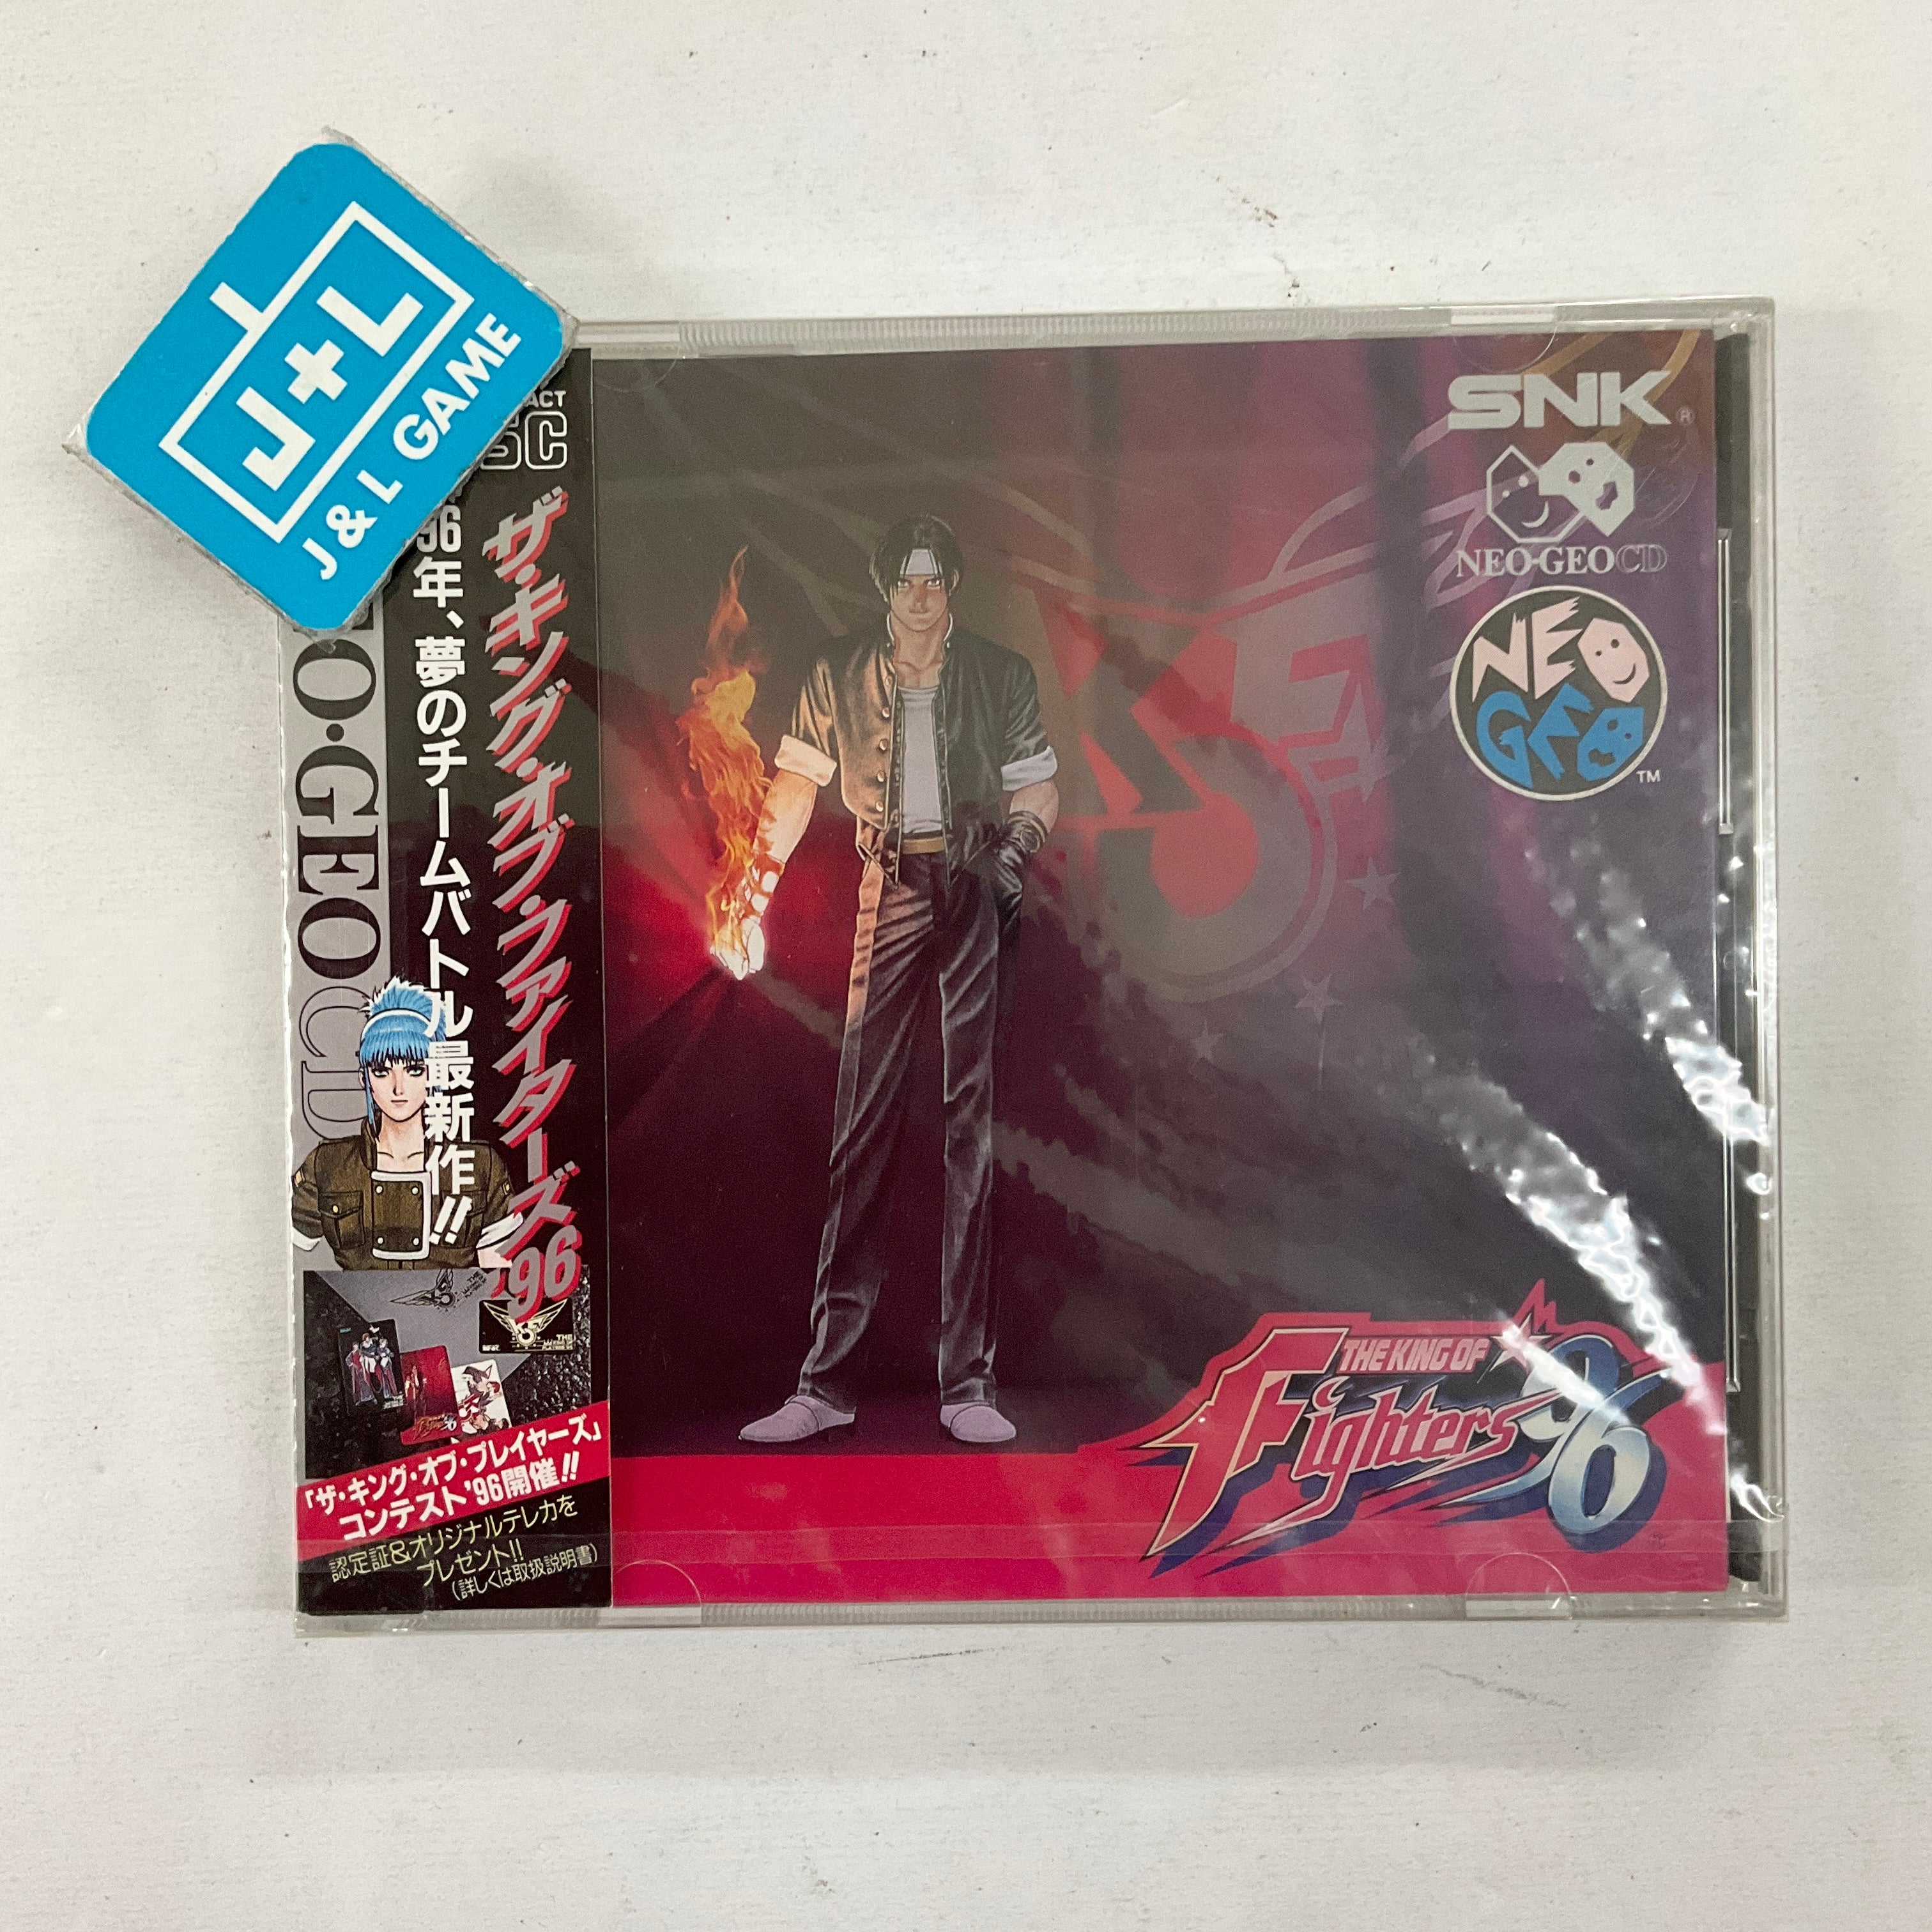 J+L
J & L GAME
ACT
SC
O·GEO CD
96年、夢のチームバトル最新作!!
ザ・キング・オブ・ファイターズ'96
THE
「ザ・キング・オブ・プレイヤーズ」
コンテスト'96開催!!
認定証&オリジナルテレカを
プレゼント!!
(詳しくは取扱説明書)
SNK®
NEO·GEO CD
NEO
GEO
TM
THE KING OF
Fighters 96